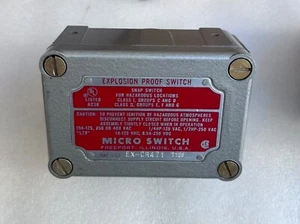 EXPLOSION PROOF SWITCH
SNAP SWITCH
FOR HAZARDOUS LOCATIONS
CLASS I, GROUPS C AND D
CLASS II, GROUPS E, F AND G
UL
LISTED
CAUTION: TO PREVENT IGNITION OF HAZARDOUS ATMOSPHERES
DISCONNECT SUPPLY CIRCUIT BEFORE OPENING. KEEP
ASSEMBLY TIGHTLY CLOSED WHEN IN OPERATION
MICRO SWITCH
FREEPORT, ILLINOIS, U.S.A.